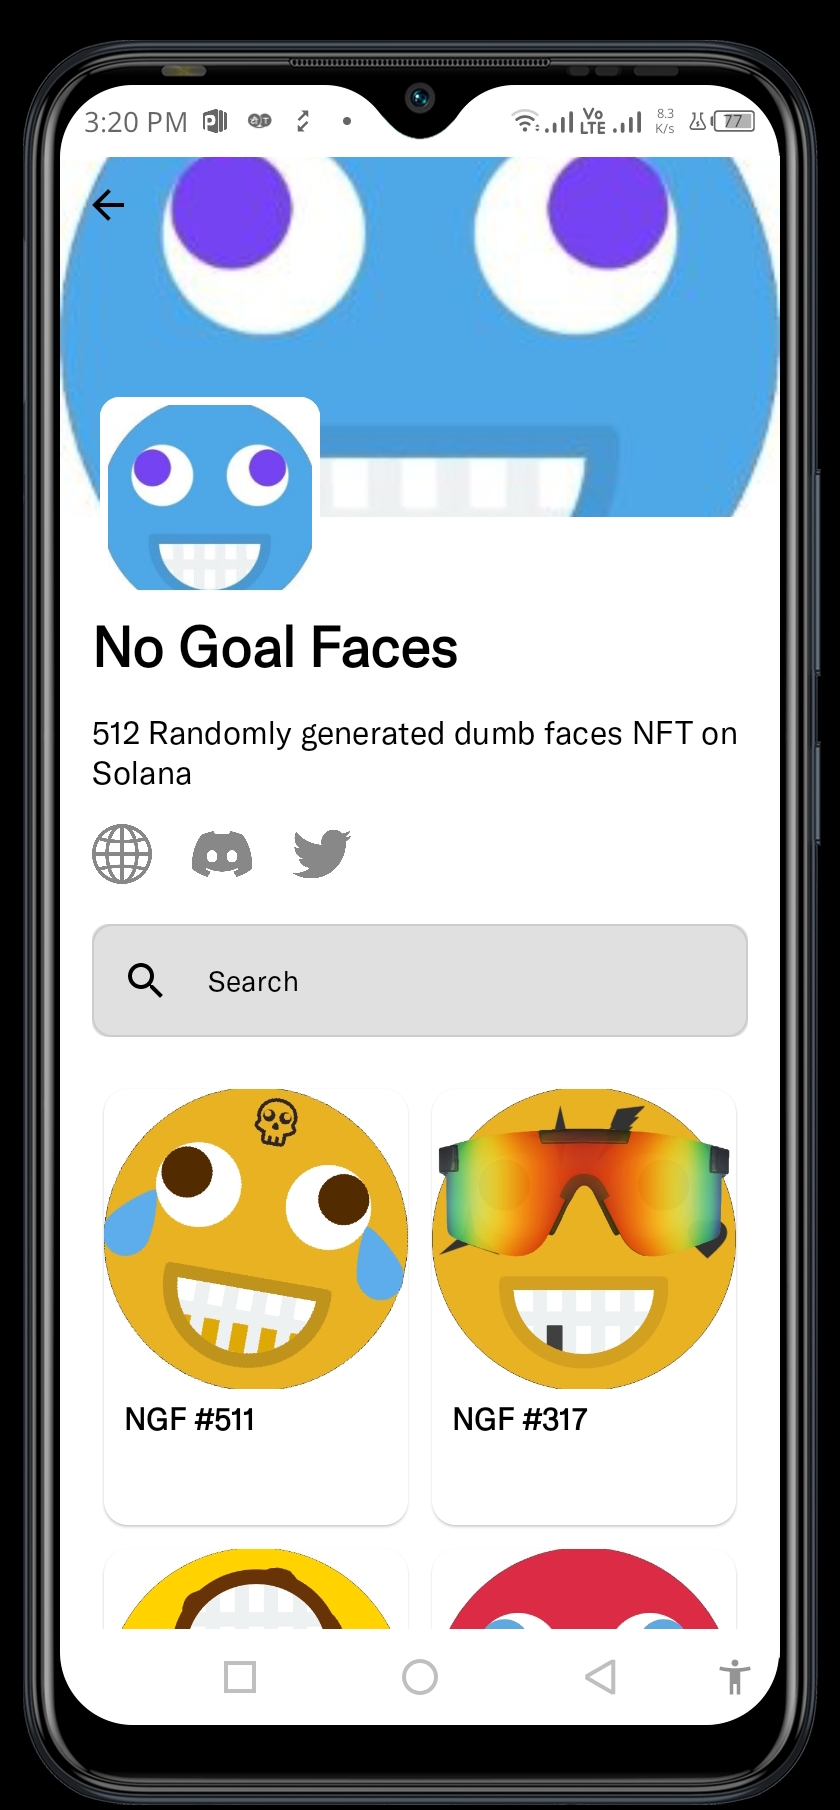 3:20 PM
Vo
LTE
8.3
K/s
77
No Goal Faces
512 Randomly generated dumb faces NFT on
Solana
Search
NGF #511
NGF #317